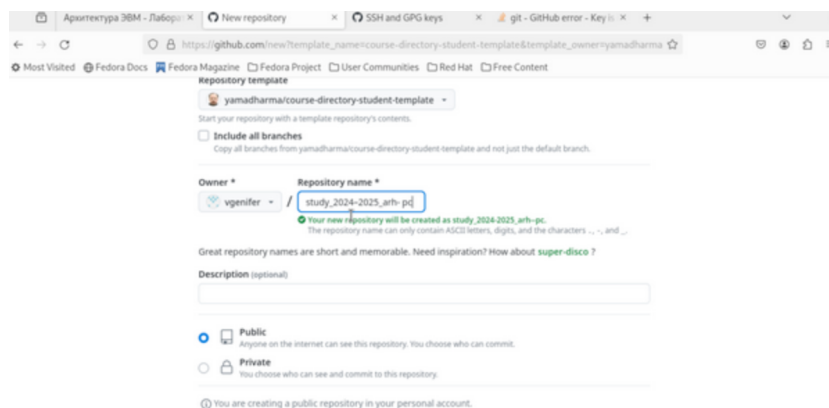 Архитектура ЭВМ - Лабора
New repository
SSH and GPG keys
git - GitHub error - Key is
https://github.com/new?template_name=course-directory-student-template&template_owner=yamadharma
Most Visited Fedora Docs Fedora Magazine Fedora Project User Communities Red Hat Free Content
Repository template
yamadharma/course-directory-student-template
Start your repository with a template repository's contents.
Include all branches
Copy all branches from yamadharma/course-directory-student-template and not just the default branch.
Owner * Repository name *
vgenifer / study_2024-2025_arh- pc
Your new repository will be created as study_2024-2025_arh--pc.
The repository name can only contain ASCII letters, digits, and the characters ., -, and _.
Great repository names are short and memorable. Need inspiration? How about super-disco ?
Description (optional)
Public
Anyone on the internet can see this repository. You choose who can commit.
Private
You choose who can see and commit to this repository.
You are creating a public repository in your personal account.